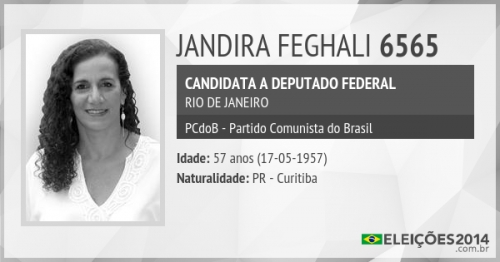 JANDIRA FEGHALI 6565
CANDIDATA A DEPUTADO FEDERAL
RIO DE JANEIRO
PCdoB - Partido Comunista do Brasil
Idade: 57 anos (17-05-1957)
Naturalidade: PR - Curitiba
ELEIÇÕES2014
.com.br